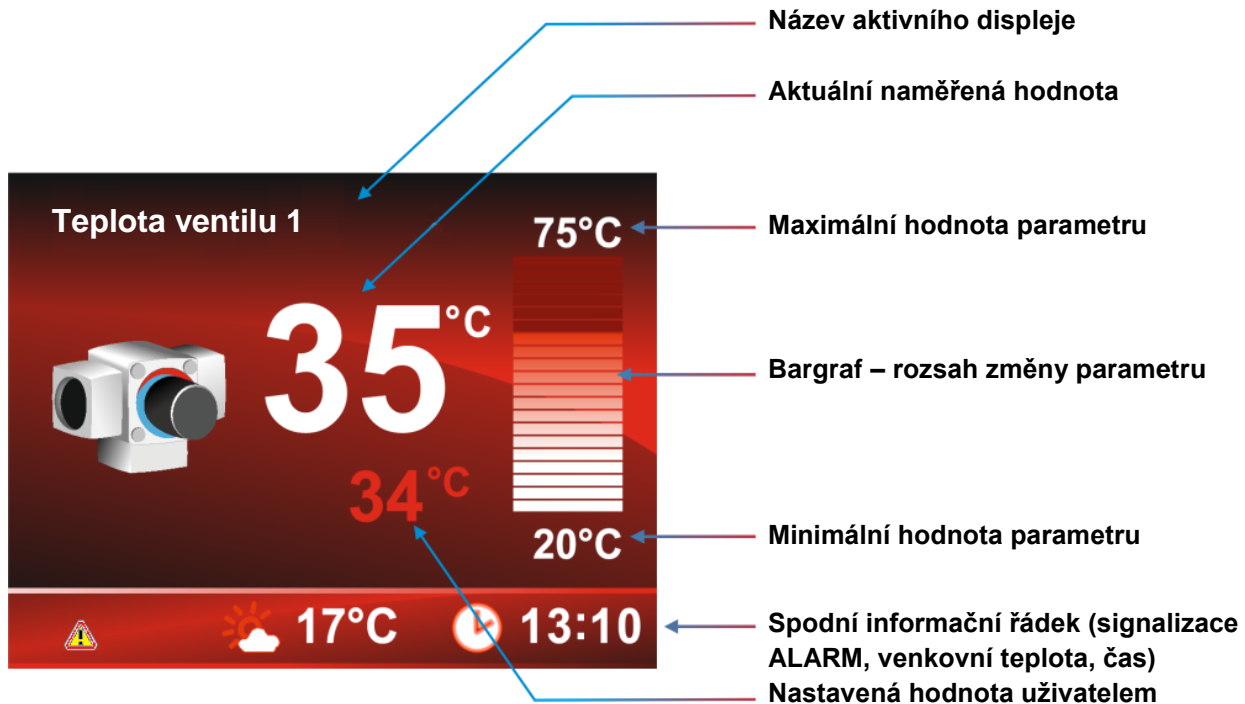 Název aktivního displeje
Aktuální naměřená hodnota
Teplota ventilu 1
75°C
Maximální hodnota parametru
35°C
Bargraf – rozsah změny parametru
34°C
20°C
Minimální hodnota parametru
17°C
13:10
Spodní informační řádek (signalizace
ALARM, venkovní teplota, čas)
Nastavená hodnota uživatelem